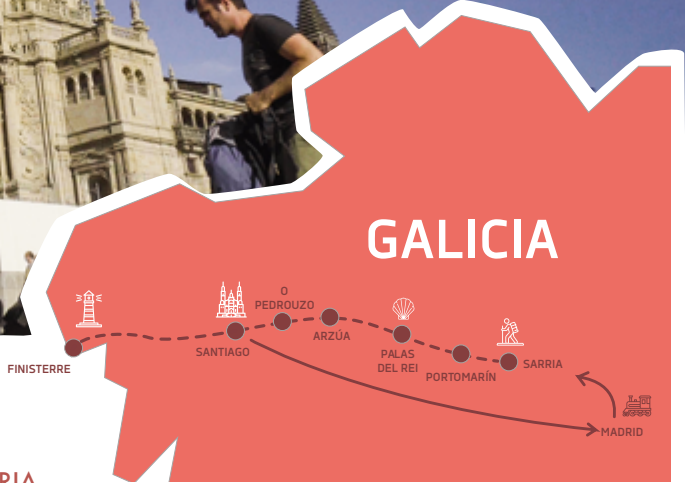 GALICIA
O
PEDROUZO
ARZÚA
SANTIAGO
PALAS
DEL REI
PORTOMARÍN
SARRIA
FINISTERRE
MADRID